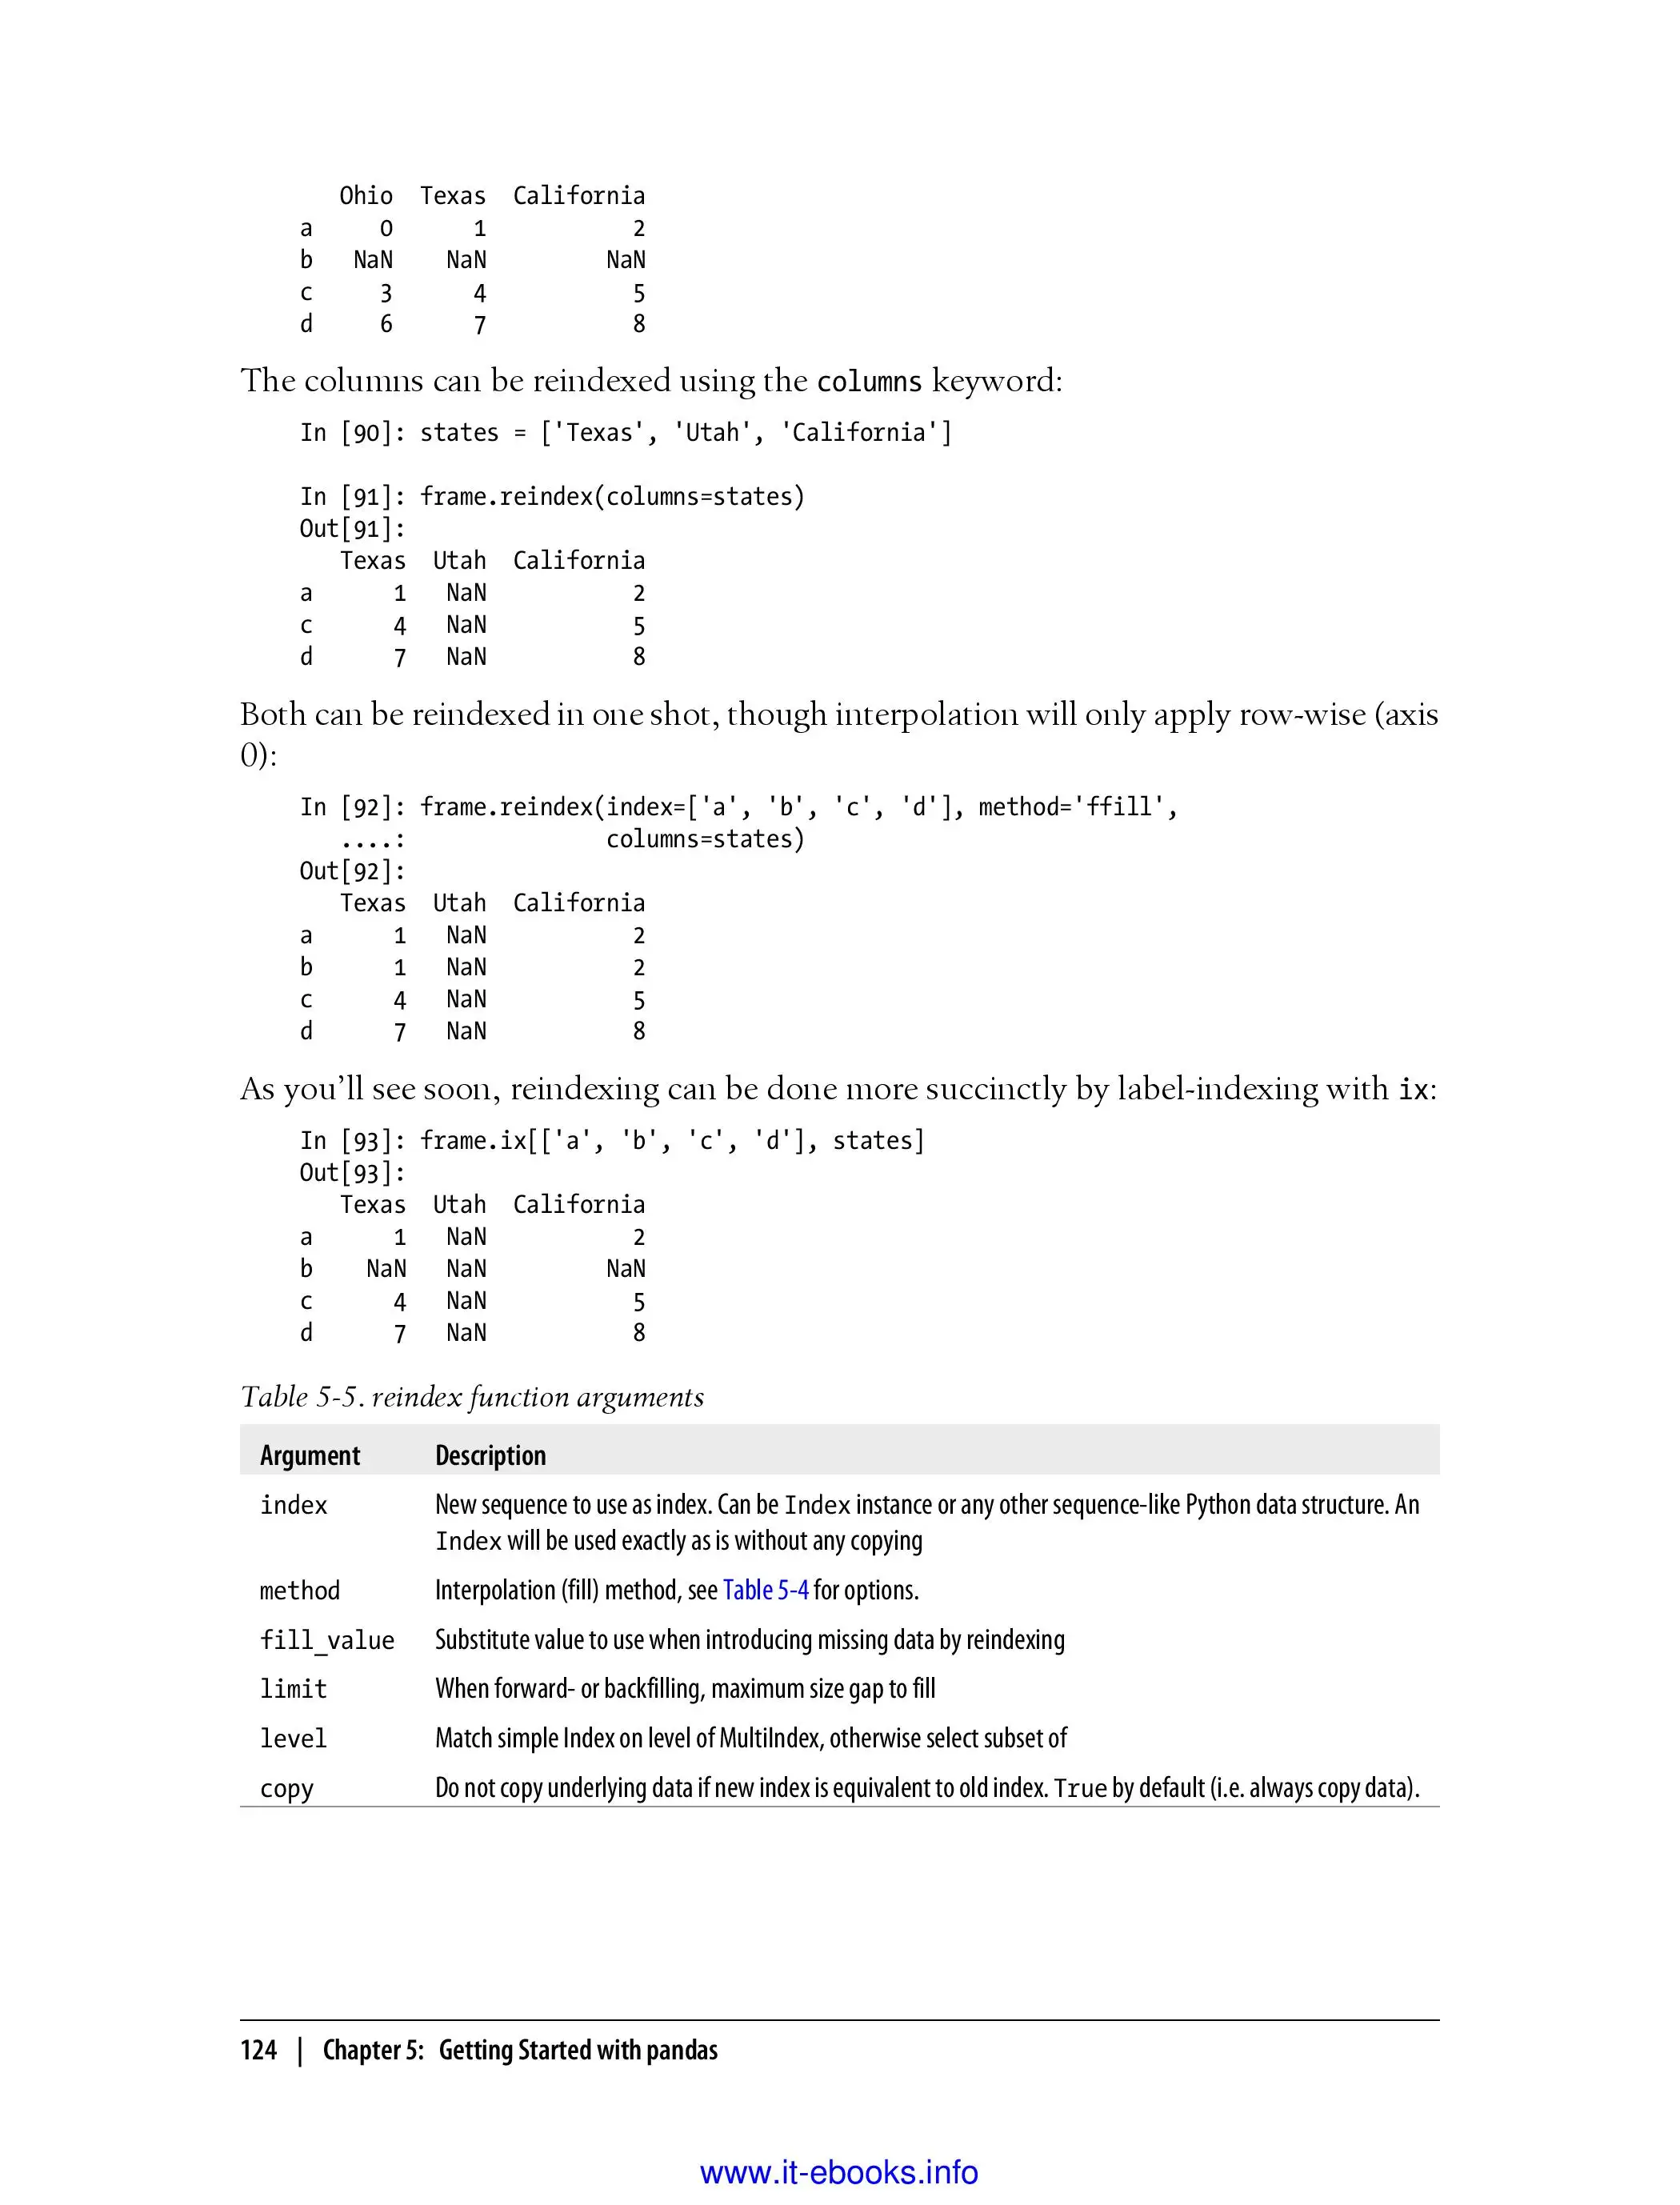 Ohio  Texas  California
a     0      1           2
b   NaN    NaN         NaN
c     3      4           5
d     6      7           8
The columns can be reindexed using the columns keyword:
In [90]: states = ['Texas', 'Utah', 'California']
In [91]: frame.reindex(columns=states)
Out[91]:
   Texas  Utah  California
a      1   NaN           2
c      4   NaN           5
d      7   NaN           8
Both can be reindexed in one shot, though interpolation will only apply row-wise (axis
0):
In [92]: frame.reindex(index=['a', 'b', 'c', 'd'], method='ffill',
   ....:               columns=states)
Out[92]:
   Texas  Utah  California
a      1   NaN           2
b      1   NaN           2
c      4   NaN           5
d      7   NaN           8
As you’ll see soon, reindexing can be done more succinctly by label-indexing with ix:
In [93]: frame.ix[['a', 'b', 'c', 'd'], states]
Out[93]:
   Texas  Utah  California
a      1   NaN           2
b    NaN   NaN         NaN
c      4   NaN           5
d      7   NaN           8
Table 5-5. reindex function arguments
Argument Description
index New sequence to use as index. Can be Index instance or any other sequence-like Python data structure. An
Index will be used exactly as is without any copying
method Interpolation (fill) method, see Table 5-4 for options.
fill_value Substitute value to use when introducing missing data by reindexing
limit When forward- or backfilling, maximum size gap to fill
level Match simple Index on level of MultiIndex, otherwise select subset of
copy Do not copy underlying data if new index is equivalent to old index. True by default (i.e. always copy data).
124 | Chapter 5: Getting Started with pandas
www.it-ebooks.info